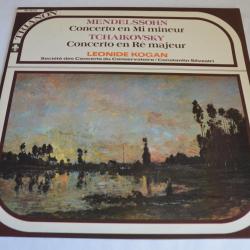 TRIANON
MENDELSSOHN
Concerto en Mi mineur
TCHAIKOVSKY
Concerto en Ré majeur
LEONIDE KOGAN
Société des Concerts du Conservatoire / Constantin Silvestri